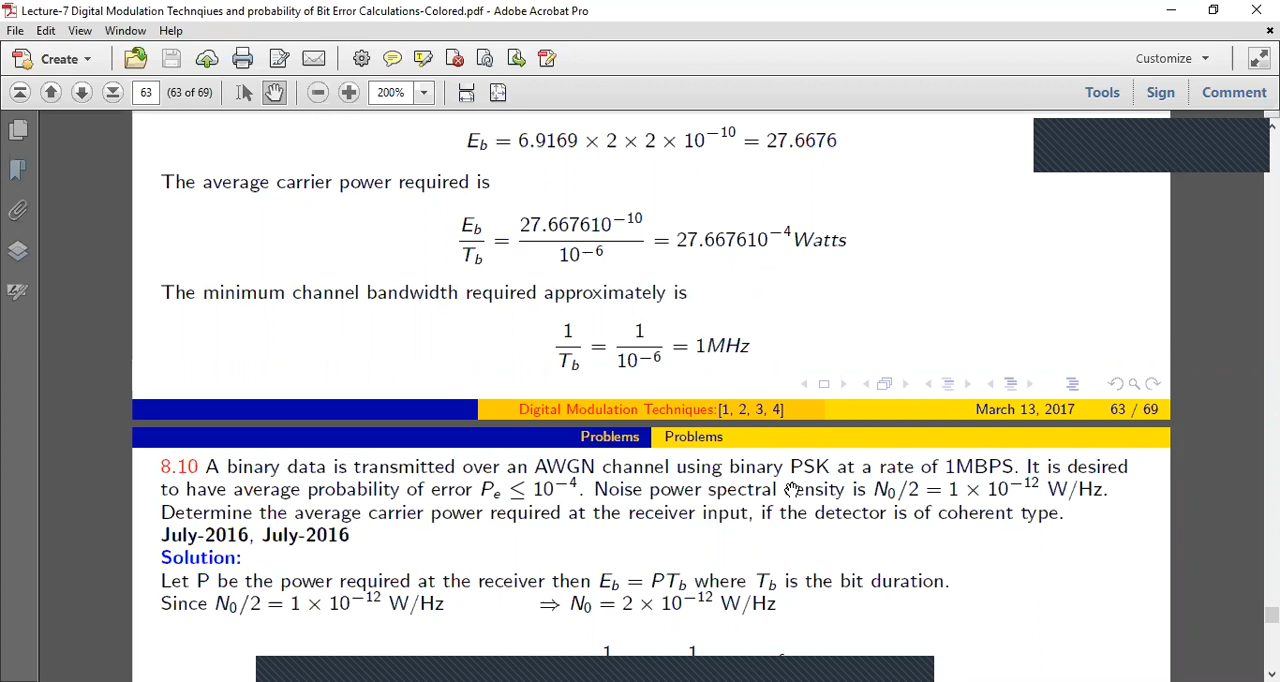 Lecture-7 Digital Modulation Technqiues and probability of Bit Error Calculations-Colored.pdf - Adobe Acrobat Pro
File Edit View Window Help
Create Customize
63 (63 of 69) 200% Tools Sign Comment
E_b = 6.9169 × 2 × 2 × 10^−10 = 27.6676
The average carrier power required is
E_b/T_b = 27.667610^−10/10^−6 = 27.667610^−4 Watts
The minimum channel bandwidth required approximately is
1/T_b = 1/10^−6 = 1MHz
Digital Modulation Techniques:[1, 2, 3, 4] March 13, 2017 63 / 69
Problems Problems
8.10 A binary data is transmitted over an AWGN channel using binary PSK at a rate of 1MBPS. It is desired
to have average probability of error P_e ≤ 10^−4. Noise power spectral density is N_0/2 = 1 × 10^−12 W/Hz.
Determine the average carrier power required at the receiver input, if the detector is of coherent type.
July-2016, July-2016
Solution:
Let P be the power required at the receiver then E_b = PT_b where T_b is the bit duration.
Since N_0/2 = 1 × 10^−12 W/Hz ⇒ N_0 = 2 × 10^−12 W/Hz